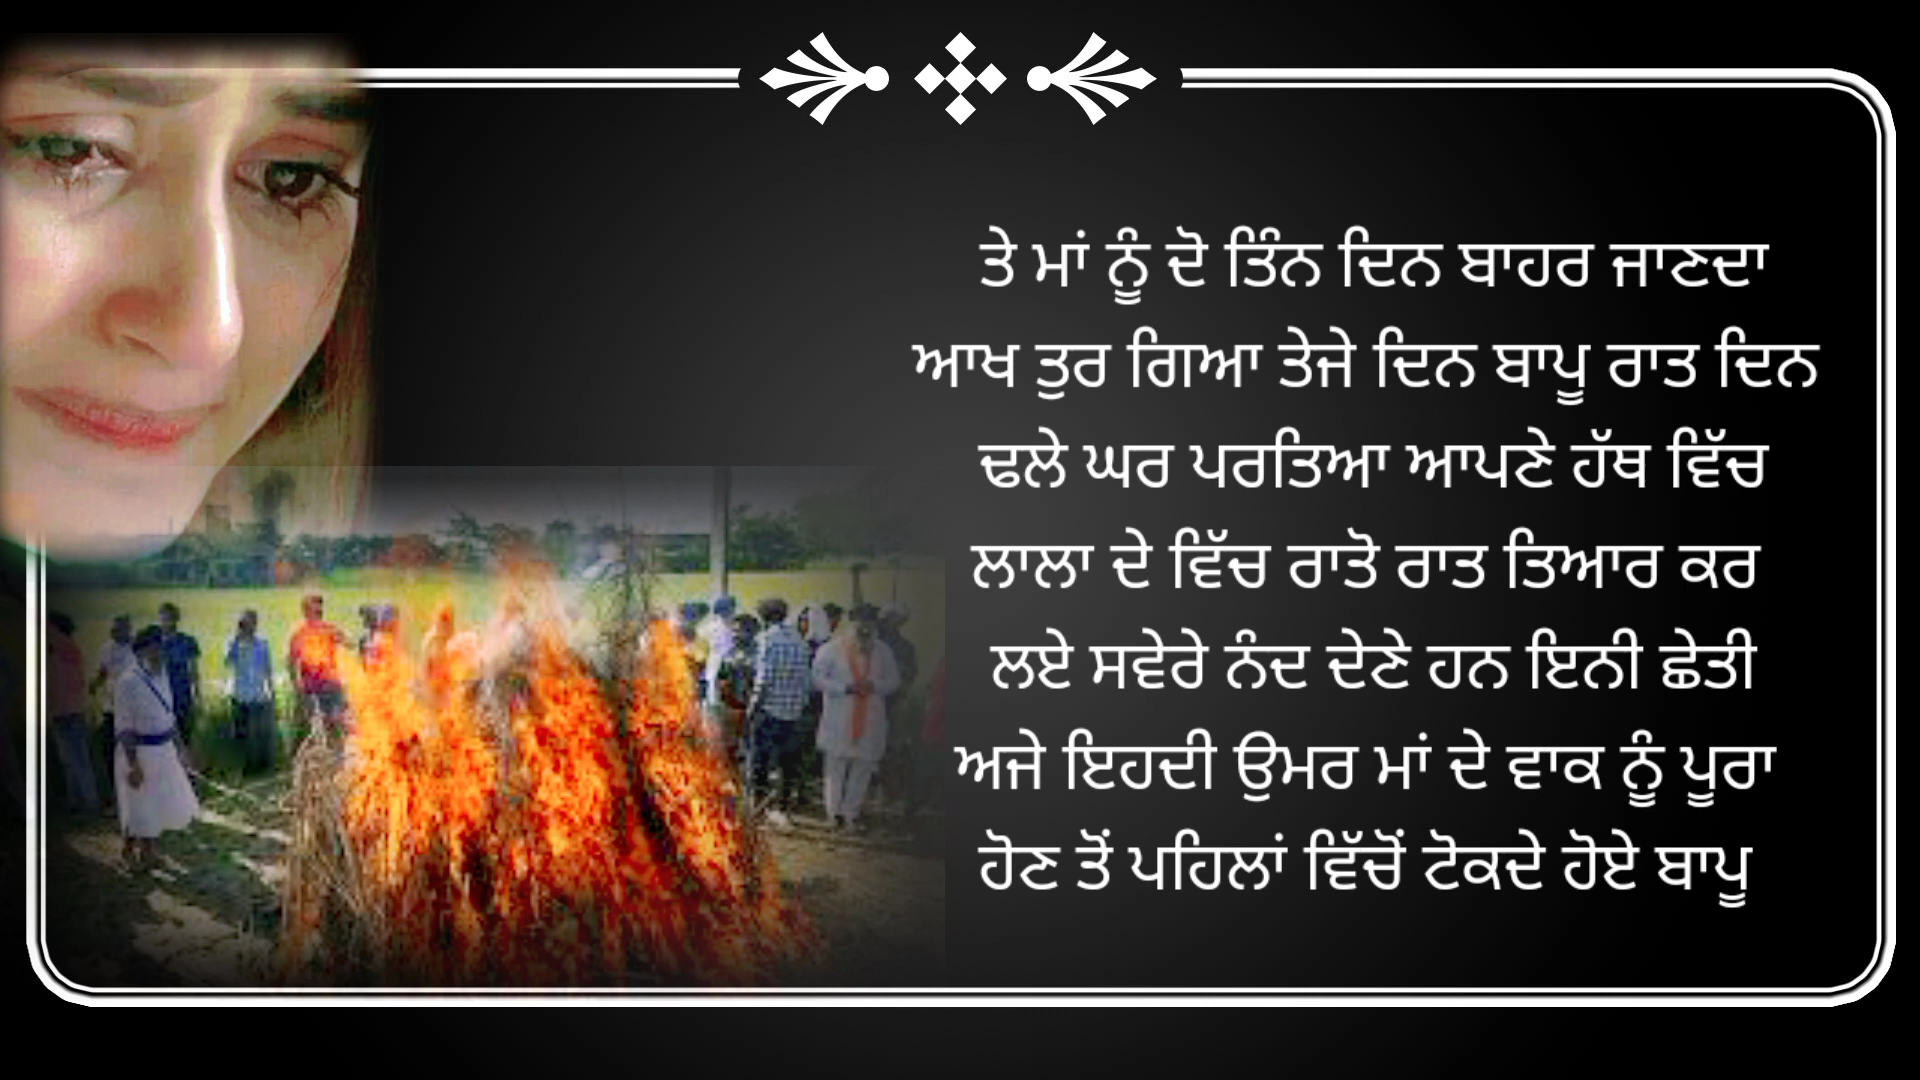 ਤੇ ਮਾਂ ਨੂੰ ਦੋ ਤਿੰਨ ਦਿਨ ਬਾਹਰ ਜਾਣਦਾ
ਆਖ ਤੁਰ ਗਿਆ ਤੇਜੇ ਦਿਨ ਬਾਪੂ ਰਾਤ ਦਿਨ
ਢਲੇ ਘਰ ਪਰਤਿਆ ਆਪਣੇ ਹੱਥ ਵਿੱਚ
ਲਾਲਾ ਦੇ ਵਿੱਚ ਰਾਤੋ ਰਾਤ ਤਿਆਰ ਕਰ
ਲਏ ਸਵੇਰੇ ਨੰਦ ਦੇਣੇ ਹਨ ਇਨੀ ਛੇਤੀ
ਅਜੇ ਇਹਦੀ ਉਮਰ ਮਾਂ ਦੇ ਵਾਕ ਨੂੰ ਪੂਰਾ
ਹੋਣ ਤੋਂ ਪਹਿਲਾਂ ਵਿੱਚੋਂ ਟੋਕਦੇ ਹੋਏ ਬਾਪੂ